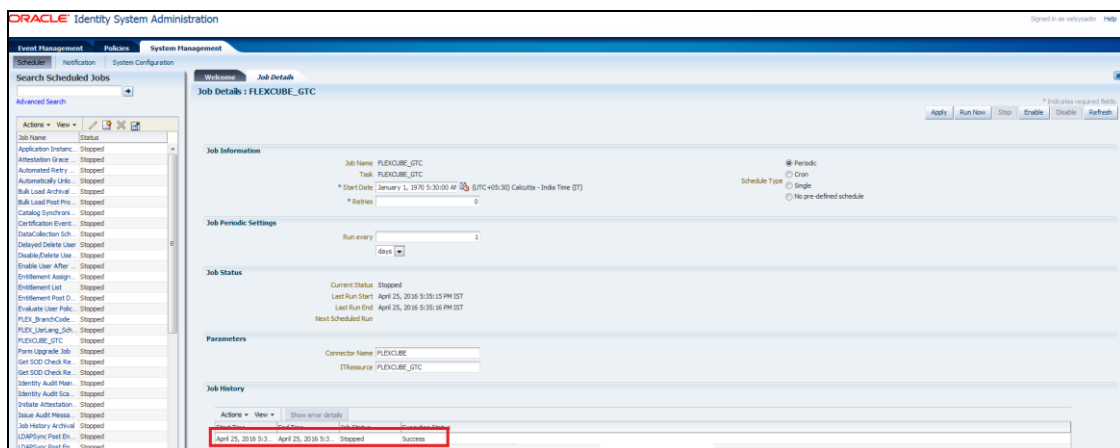 ORACLE® Identity System Administration
Signed in as xelsysadm Help
Event Management Policies System Management
Scheduler Notification System Configuration
Search Scheduled Jobs
Advanced Search
Actions View
Job Name Status
Application Instanc... Stopped
Attestation Grace ... Stopped
Automated Retry ... Stopped
Automatically Unlo... Stopped
Bulk Load Archival ... Stopped
Bulk Load Post Pro... Stopped
Catalog Synchroni... Stopped
Certification Event... Stopped
DataCollection Sch... Stopped
Delayed Delete User Stopped
Disable/Delete Use... Stopped
Enable User After ... Stopped
Entitlement Assign... Stopped
Entitlement List Stopped
Entitlement Post D... Stopped
Evaluate User Polic... Stopped
FLEX_BranchCode... Stopped
FLEX_UsrLang_Sch... Stopped
FLEXCUBE_GTC Stopped
Form Upgrade Job Stopped
Get SOD Check Re... Stopped
Get SOD Check Re... Stopped
Identity Audit Main... Stopped
Identity Audit Sca... Stopped
Initiate Attestation... Stopped
Issue Audit Messa... Stopped
Job History Archival Stopped
LDAPSync Post En... Stopped
LDAPSync Post En... Stopped
Welcome Job Details
Job Details : FLEXCUBE_GTC
* Indicates required fields.
Apply Run Now Stop Enable Disable Refresh
Job Information
Job Name FLEXCUBE_GTC
Task FLEXCUBE_GTC
* Start Date January 1, 1970 5:30:00 AM (UTC+05:30) Calcutta - India Time (IT)
* Retries 0
Schedule Type
Periodic
Cron
Single
No pre-defined schedule
Job Periodic Settings
Run every 1
days
Job Status
Current Status Stopped
Last Run Start April 25, 2016 5:35:15 PM IST
Last Run End April 25, 2016 5:35:16 PM IST
Next Scheduled Run
Parameters
Connector Name FLEXCUBE
ITResource FLEXCUBE_GTC
Job History
Actions View Show error details
Start Time End Time Job Status Execution Status
April 25, 2016 5:3... April 25, 2016 5:3... Stopped Success